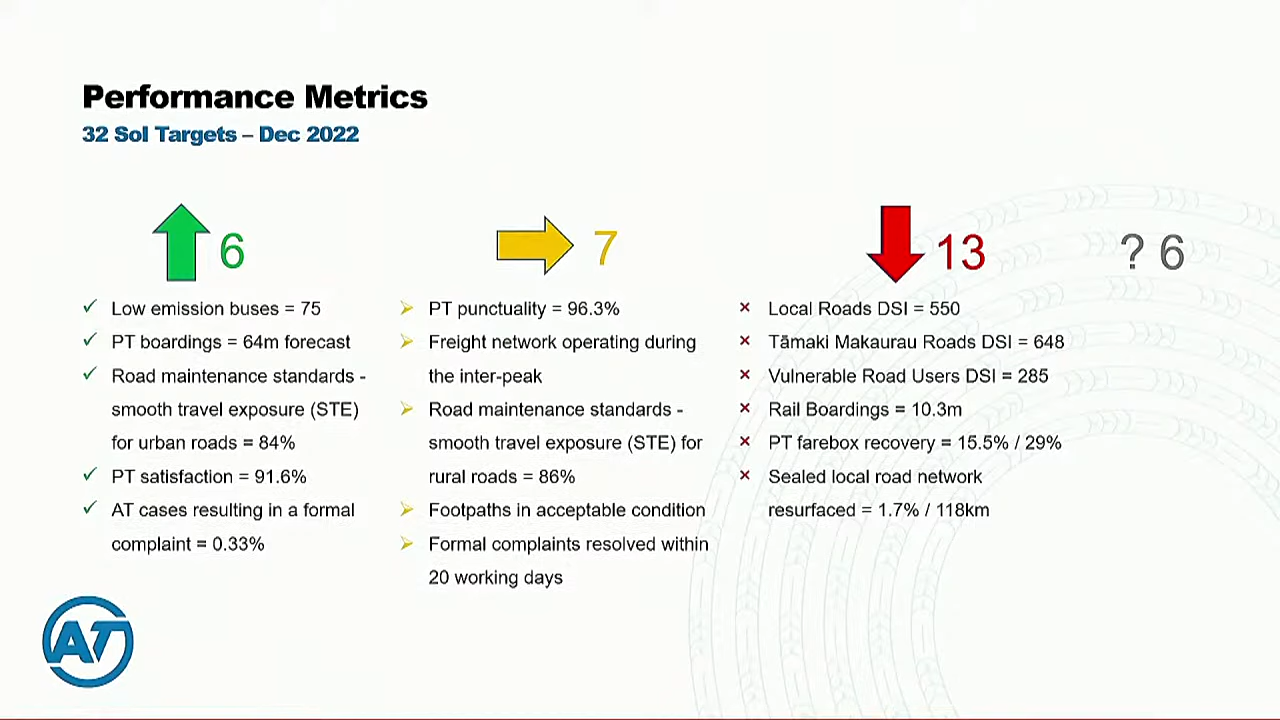 Performance Metrics
32 SoI Targets – Dec 2022
6
7
13
? 6
✓ Low emission buses = 75
✓ PT boardings = 64m forecast
✓ Road maintenance standards -
smooth travel exposure (STE)
for urban roads = 84%
✓ PT satisfaction = 91.6%
✓ AT cases resulting in a formal
complaint = 0.33%
➢ PT punctuality = 96.3%
➢ Freight network operating during
the inter-peak
➢ Road maintenance standards -
smooth travel exposure (STE) for
rural roads = 86%
➢ Footpaths in acceptable condition
➢ Formal complaints resolved within
20 working days
× Local Roads DSI = 550
× Tāmaki Makaurau Roads DSI = 648
× Vulnerable Road Users DSI = 285
× Rail Boardings = 10.3m
× PT farebox recovery = 15.5% / 29%
× Sealed local road network
resurfaced = 1.7% / 118km
AT